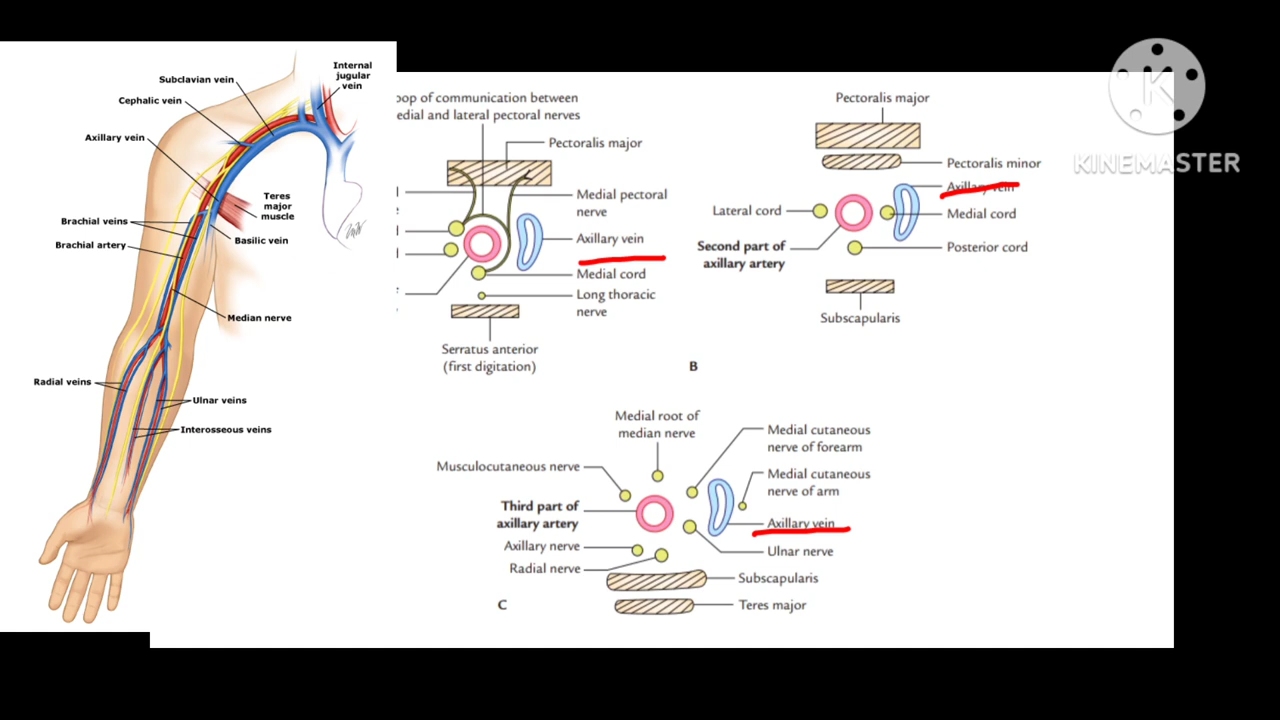 Internal
jugular
vein
Subclavian vein
Cephalic vein
Axillary vein
Teres
major
muscle
Brachial veins
Brachial artery
Basilic vein
Median nerve
Radial veins
Ulnar veins
Interosseous veins
oop of communication between
edial and lateral pectoral nerves
Pectoralis major
Medial pectoral
nerve
Axillary vein
Medial cord
Long thoracic
nerve
Serratus anterior
(first digitation)
Pectoralis major
Pectoralis minor
Axillary vein
Lateral cord
Medial cord
Second part of
axillary artery
Posterior cord
Subscapularis
B
Medial root of
median nerve
Medial cutaneous
nerve of forearm
Musculocutaneous nerve
Medial cutaneous
nerve of arm
Third part of
axillary artery
Axillary vein
Axillary nerve
Ulnar nerve
Radial nerve
Subscapularis
C
Teres major
K
KINEMASTER